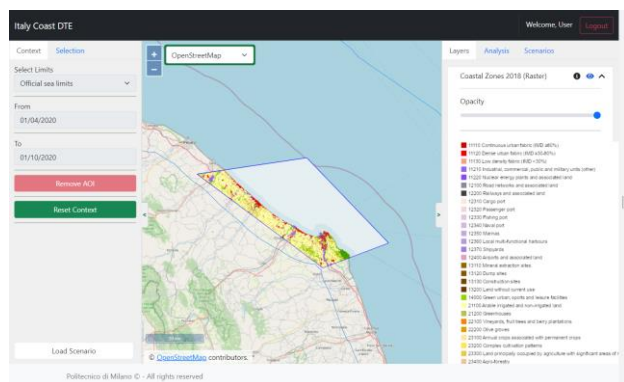 Italy Coast DTE
Welcome, User
Logout
Context
Selection
Select Limits
Official sea limits
From
01/04/2020
To
01/10/2020
Remove AOI
Reset Context
Load Scenario
+
OpenStreetMap
−
© OpenStreetMap contributors.
Layers
Analysis
Scenarios
Coastal Zones 2018 (Raster)
Opacity
11110 Continuous urban fabric (IMD ≥80%)
11120 Dense urban fabric (IMD ≥30-80%)
11130 Low density fabric (IMD <30%)
11210 Industrial, commercial, public and military units (other)
11220 Nuclear energy plants and associated land
12100 Road networks and associated land
12200 Railways and associated land
12310 Cargo port
12320 Passenger port
12330 Fishing port
12340 Naval port
12350 Marinas
12360 Local multi-functional harbours
12370 Shipyards
12400 Airports and associated land
13110 Mineral extraction sites
13120 Dump sites
13130 Construction sites
13200 Land without current use
14000 Green urban, sports and leisure facilities
21100 Arable irrigated and non-irrigated land
21200 Greenhouses
22100 Vineyards, fruit trees and berry plantations
22200 Olive groves
23100 Annual crops associated with permanent crops
23200 Complex cultivation patterns
23300 Land principally occupied by agriculture with significant areas of
23400 Agro-forestry
Politecnico di Milano © - All rights reserved